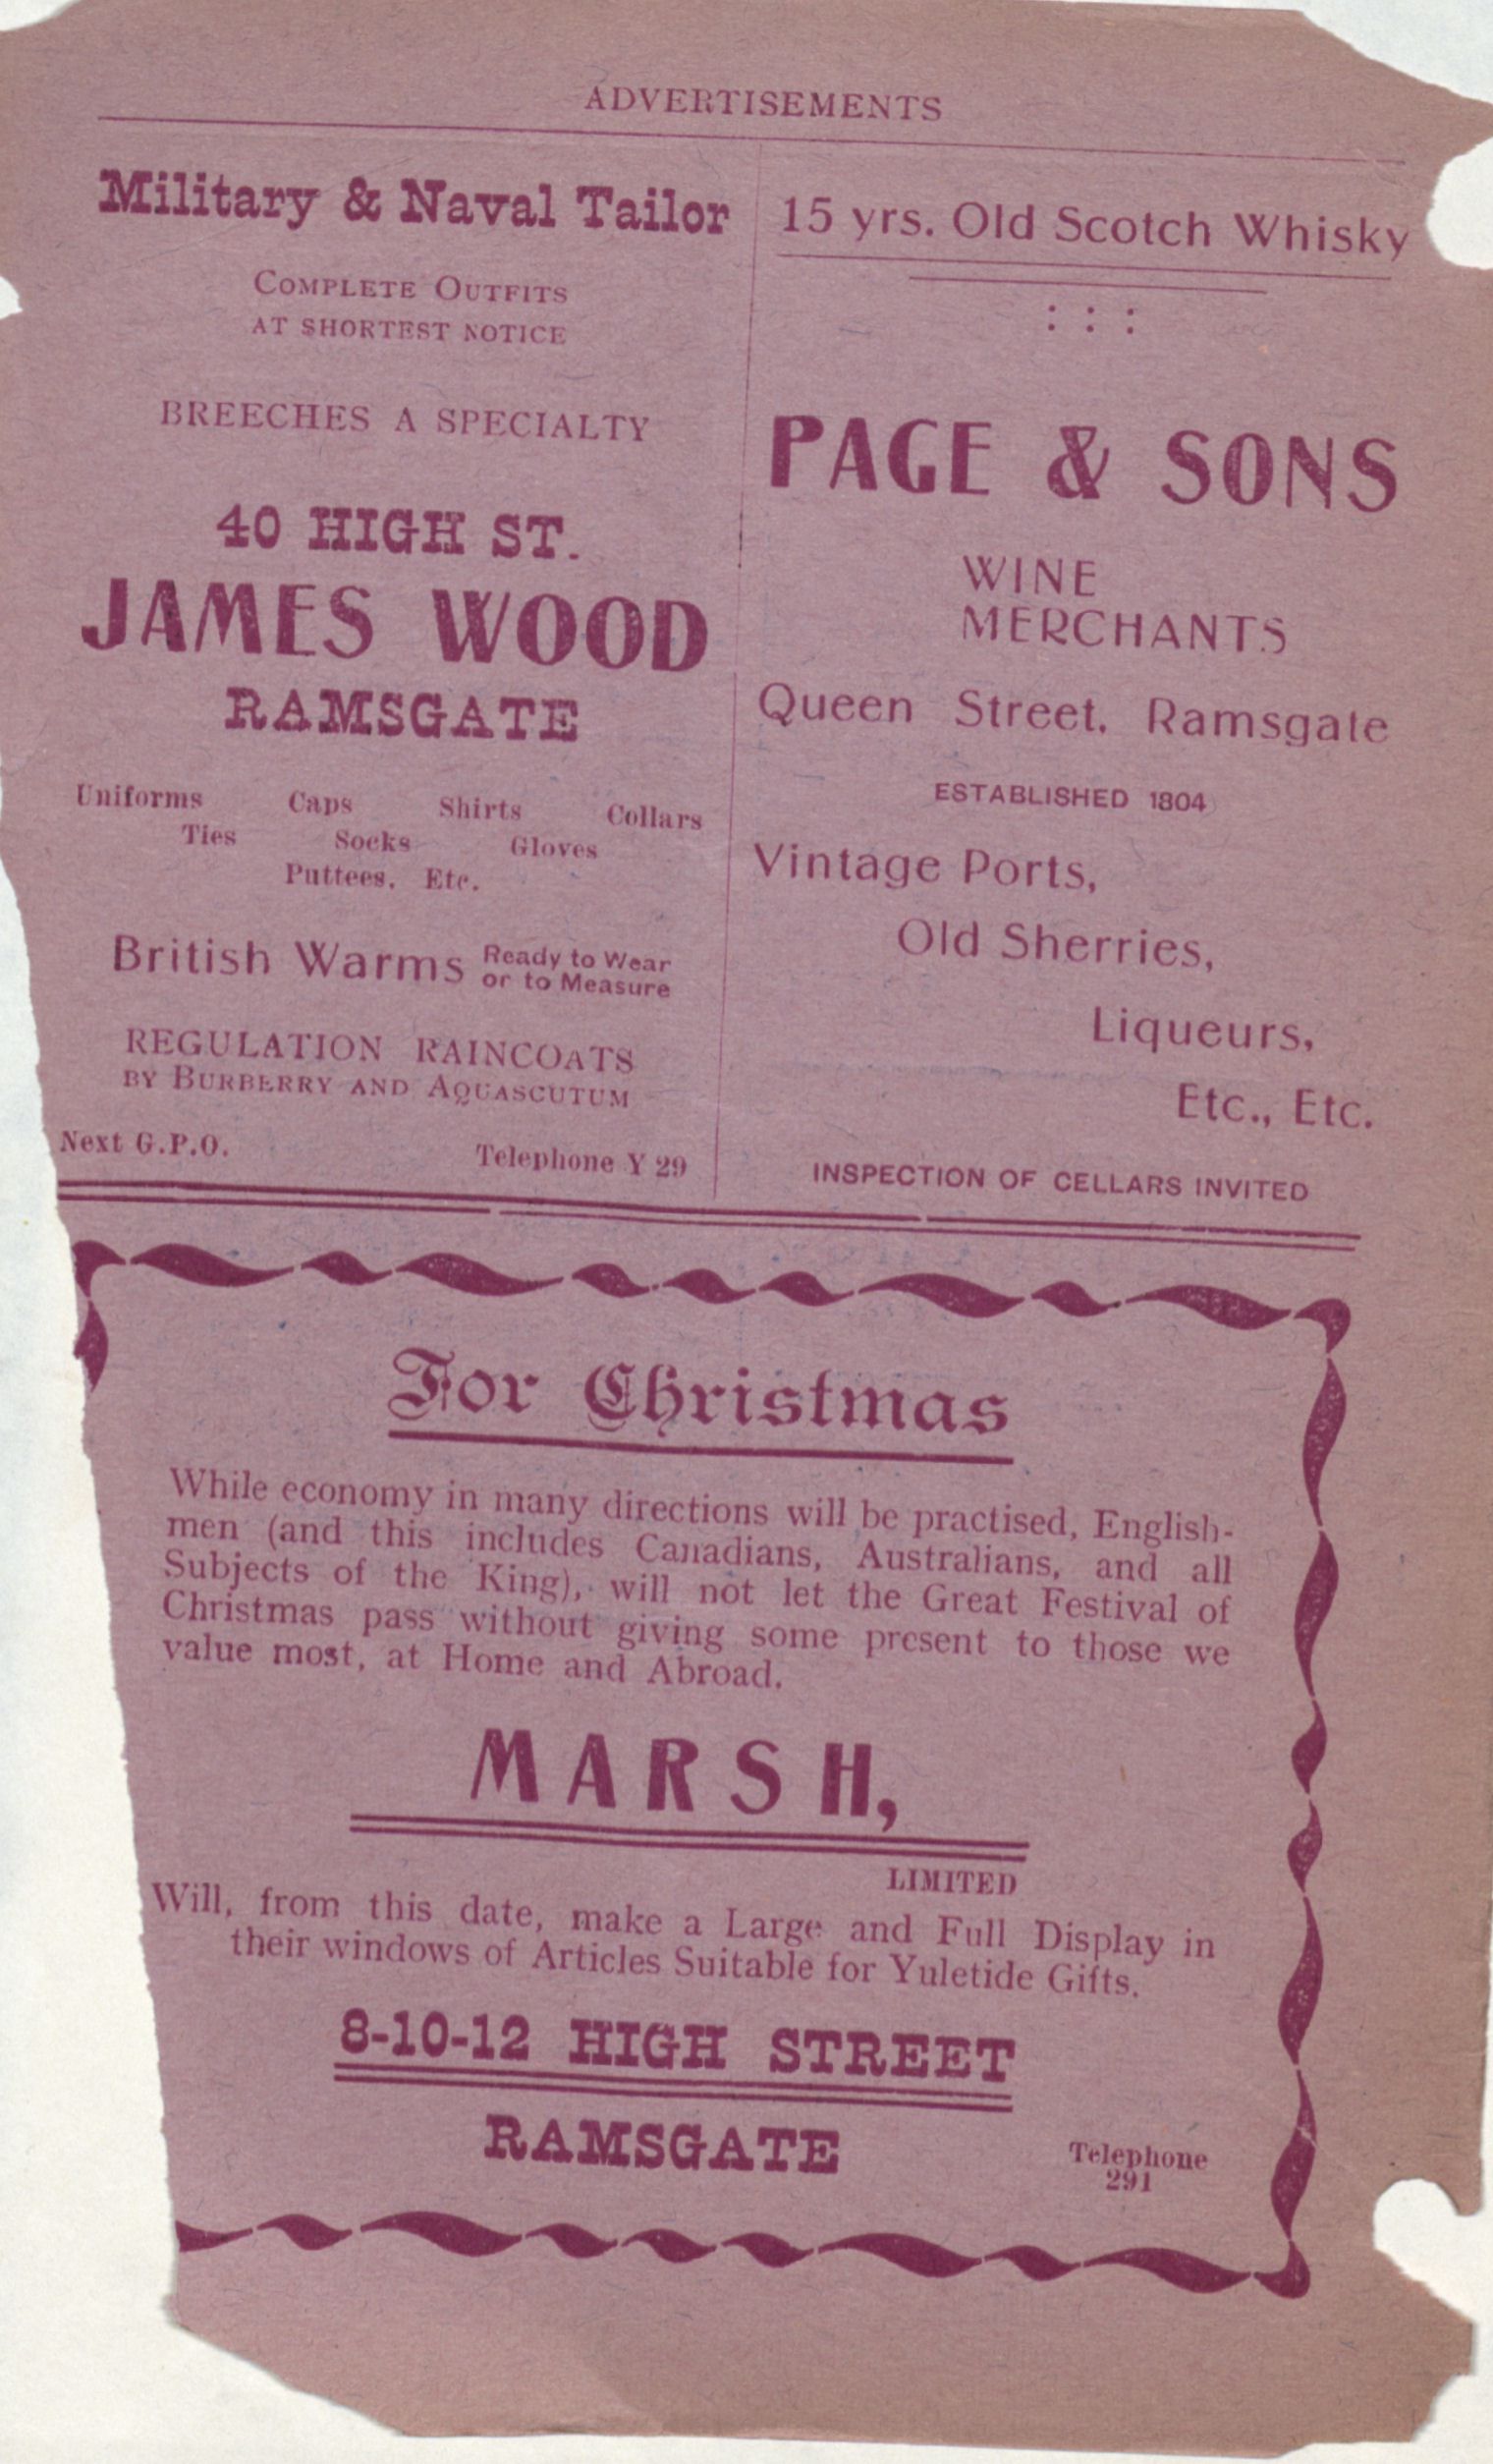 ADVERTISEMENTS
Military & Naval Tailor
COMPLETE OUTFITS
AT SHORTEST NOTICE
BREECHES A SPECIALTY
40 HIGH ST.
JAMES WOOD
RAMSGATE
Uniforms Caps Shirts Collars
Ties Socks Gloves
Puttees, Etc.
British Warms Ready to Wear
or to Measure
REGULATION RAINCOATS
BY BURBERRY AND AQUASCUTUM
Next G.P.O. Telephone Y 29
15 yrs. Old Scotch Whisky
: : :
PAGE & SONS
WINE
MERCHANTS
Queen Street, Ramsgate
ESTABLISHED 1804
Vintage Ports,
Old Sherries,
Liqueurs,
Etc., Etc.
INSPECTION OF CELLARS INVITED
For Christmas
While economy in many directions will be practised, English-
men (and this includes Canadians, Australians, and all
Subjects of the King), will not let the Great Festival of
Christmas pass without giving some present to those we
value most, at Home and Abroad.
MARSH,
LIMITED
Will, from this date, make a Large and Full Display in
their windows of Articles Suitable for Yuletide Gifts.
8-10-12 HIGH STREET
RAMSGATE
Telephone
291